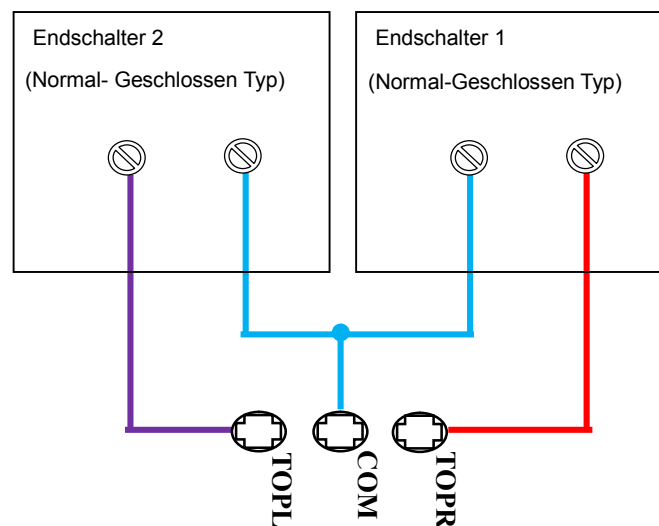 Endschalter 2
(Normal- Geschlossen Typ)
Endschalter 1
(Normal-Geschlossen Typ)
TOPL
COM
TOPR